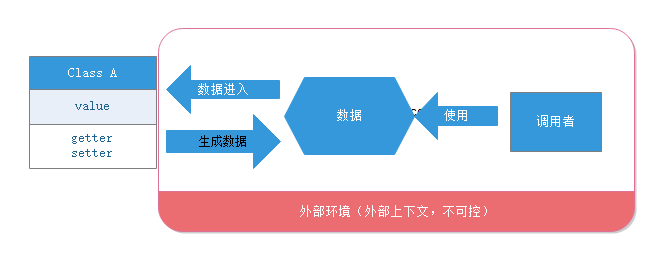 Class A
value
getter
setter
数据进入
生成数据
数据
使用
调用者
外部环境（外部上下文，不可控）